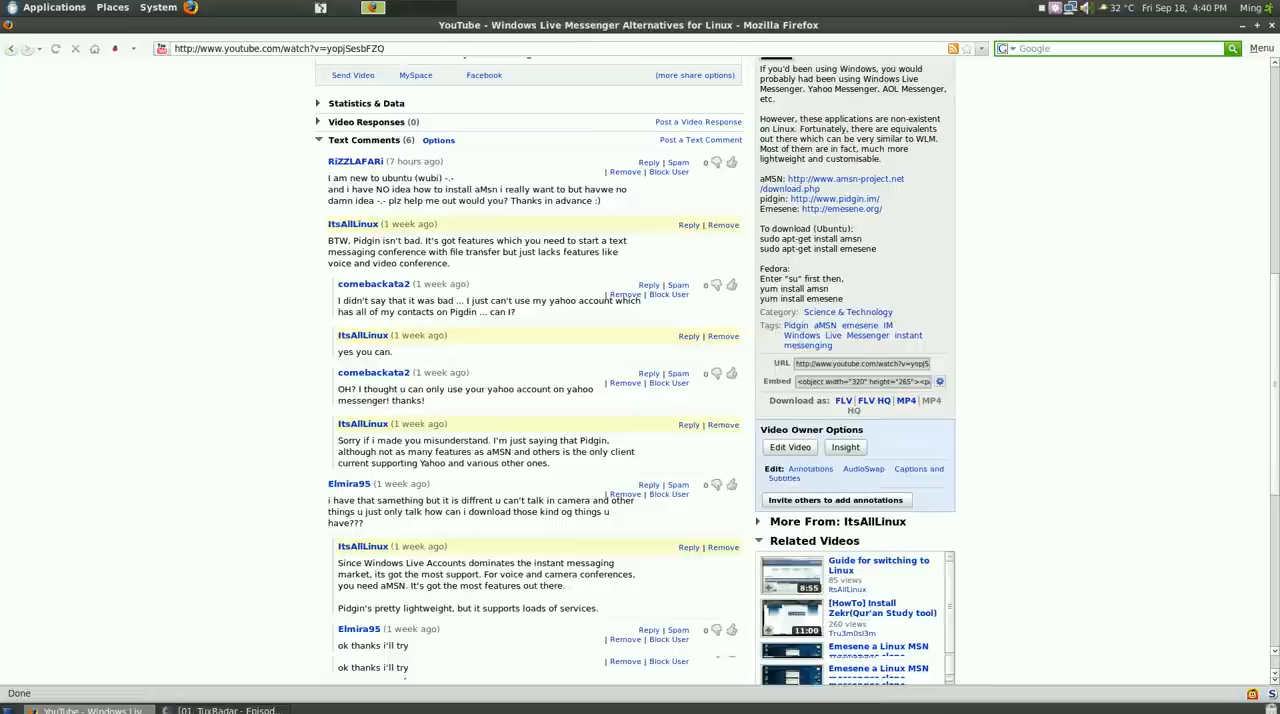 Applications Places System 32 °C Fri Sep 18, 4:40 PM Ming
YouTube - Windows Live Messenger Alternatives for Linux - Mozilla Firefox
http://www.youtube.com/watch?v=yopjSesbFZQ Google Menu
Send Video MySpace Facebook (more share options)
Statistics & Data
Video Responses (0) Post a Video Response
Text Comments (6) Options Post a Text Comment
RiZZLAFARi (7 hours ago) Reply | Spam 0
| Remove | Block User
I am new to ubuntu (wubi) -.-
and i have NO idea how to install aMsn i really want to but havwe no
damn idea -.- plz help me out would you? Thanks in advance :)
ItsAllLinux (1 week ago) Reply | Remove
BTW. Pidgin isn't bad. It's got features which you need to start a text
messaging conference with file transfer but just lacks features like
voice and video conference.
comebackata2 (1 week ago) Reply | Spam 0
| Remove | Block User
I didn't say that it was bad ... I just can't use my yahoo account which
has all of my contacts on Pigdin ... can I?
ItsAllLinux (1 week ago) Reply | Remove
yes you can.
comebackata2 (1 week ago) Reply | Spam 0
| Remove | Block User
OH? I thought u can only use your yahoo account on yahoo
messenger! thanks!
ItsAllLinux (1 week ago) Reply | Remove
Sorry if i made you misunderstand. I'm just saying that Pidgin,
although not as many features as aMSN and others is the only client
current supporting Yahoo and various other ones.
Elmira95 (1 week ago) Reply | Spam 0
| Remove | Block User
i have that samething but it is diffrent u can't talk in camera and other
things u just only talk how can i download those kind og things u
have???
ItsAllLinux (1 week ago) Reply | Remove
Since Windows Live Accounts dominates the instant messaging
market, its got the most support. For voice and camera conferences,
you need aMSN. It's got the most features out there.
Pidgin's pretty lightweight, but it supports loads of services.
Elmira95 (1 week ago) Reply | Spam 0
| Remove | Block User
ok thanks i'll try
| Remove | Block User
ok thanks i'll try
If you'd been using Windows, you would
probably had been using Windows Live
Messenger, Yahoo Messenger, AOL Messenger,
etc.
However, these applications are non-existent
on Linux. Fortunately, there are equivalents
out there which can be very similar to WLM.
Most of them are in fact, much more
lightweight and customisable.
aMSN: http://www.amsn-project.net
/download.php
pidgin: http://www.pidgin.im/
Emesene: http://emesene.org/
To download (Ubuntu):
sudo apt-get install amsn
sudo apt-get install emesene
Fedora:
Enter "su" first then,
yum install amsn
yum install emesene
Category: Science & Technology
Tags: Pidgin aMSN emesene IM
Windows Live Messenger instant
messenging
URL http://www.youtube.com/watch?v=yopjS
Embed <object width="320" height="265"><p
Download as: FLV | FLV HQ | MP4 | MP4
HQ
Video Owner Options
Edit Video Insight
Edit: Annotations AudioSwap Captions and
Subtitles
Invite others to add annotations
More From: ItsAllLinux
Related Videos
Guide for switching to
Linux
85 views
ItsAllLinux
8:55
[HowTo] Install
Zekr(Qur'an Study tool)
260 views
Tru3m0sl3m
11:00
Emesene a Linux MSN
Emesene a Linux MSN
Done
YouTube - Windows Liv... [01. TuxRadar - Episod...